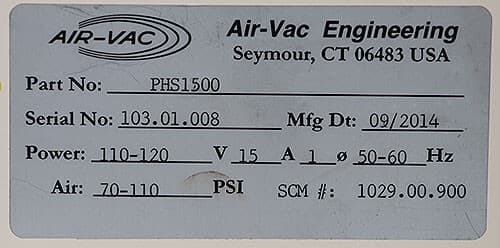 AIR-VAC
Air-Vac Engineering
Seymour, CT 06483 USA
Part No: PHS1500
Serial No: 103.01.008 Mfg Dt: 09/2014
Power: 110-120 V 15 A 1 ø 50-60 Hz
Air: 70-110 PSI SCM #: 1029.00.900